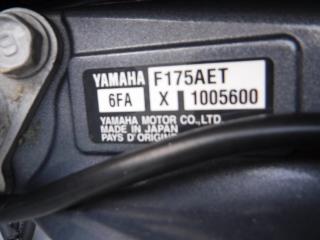 YAMAHA F175AET
6FA X 1005600
YAMAHA MOTOR CO.,LTD.
MADE IN JAPAN
PAYS D'ORIGINE